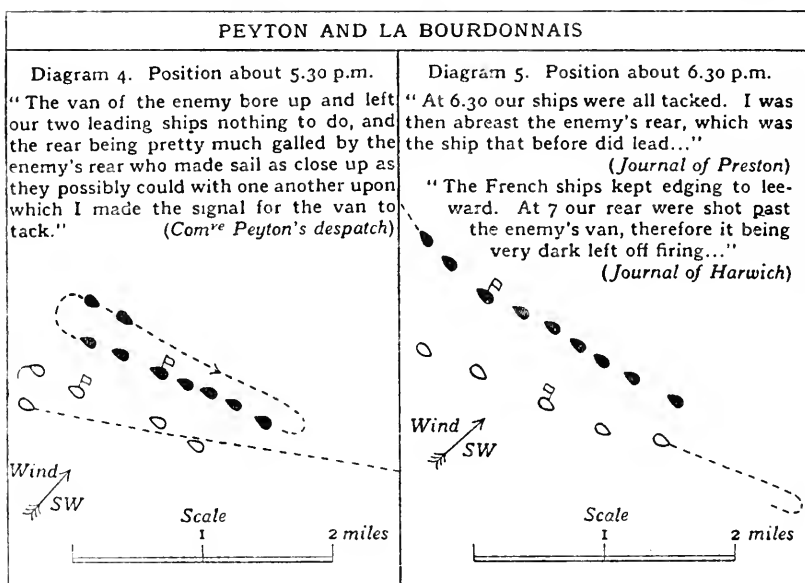 PEYTON AND LA BOURDONNAIS
Diagram 4. Position about 5.30 p.m.
"The van of the enemy bore up and left
our two leading ships nothing to do, and
the rear being pretty much galled by the
enemy's rear who made sail as close up as
they possibly could with one another upon
which I made the signal for the van to
tack." (Comre Peyton's despatch)
Wind
SW
Scale
1 2 miles
Diagram 5. Position about 6.30 p.m.
"At 6.30 our ships were all tacked. I was
then abreast the enemy's rear, which was
the ship that before did lead..."
(Journal of Preston)
"The French ships kept edging to lee-
ward. At 7 our rear were shot past
the enemy's van, therefore it being
very dark left off firing..."
(Journal of Harwich)
Wind
SW
Scale
1 2 miles